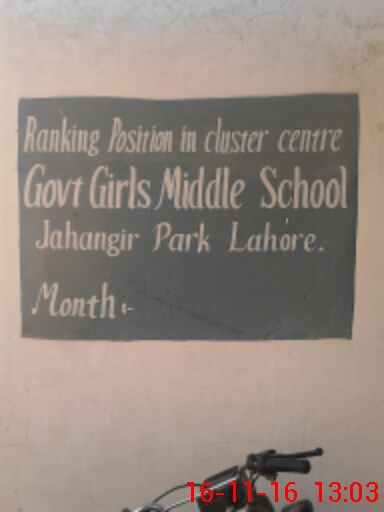 Ranking Position in cluster centre
Govt Girls Middle School
Jahangir Park Lahore.
Month:-
16-11-16 13:03